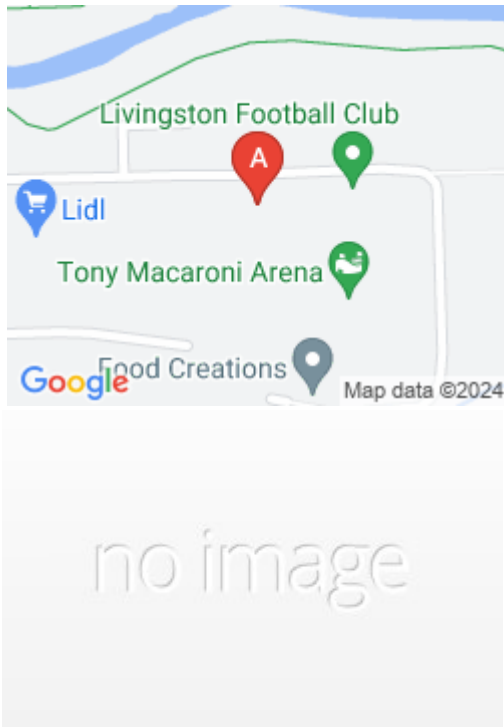 Livingston Football Club
A
Lidl
Tony Macaroni Arena
Food Creations
Google
Map data ©2024
no image